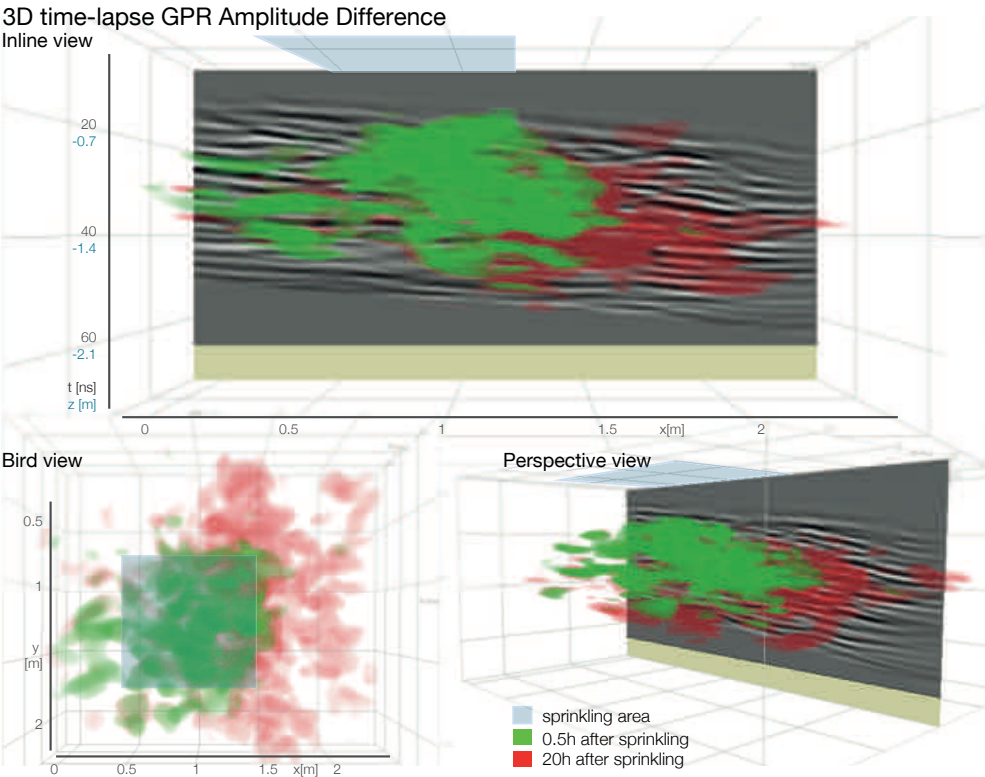 3D time-lapse GPR Amplitude Difference
Inline view
20
-0.7
40
-1.4
60
-2.1
t [ns]
z [m]
0 0.5 1 1.5 x[m] 2
Bird view
0.5
1
y
[m]
2
0 0.5 1 1.5 x[m] 2
Perspective view
sprinkling area
0.5h after sprinkling
20h after sprinkling